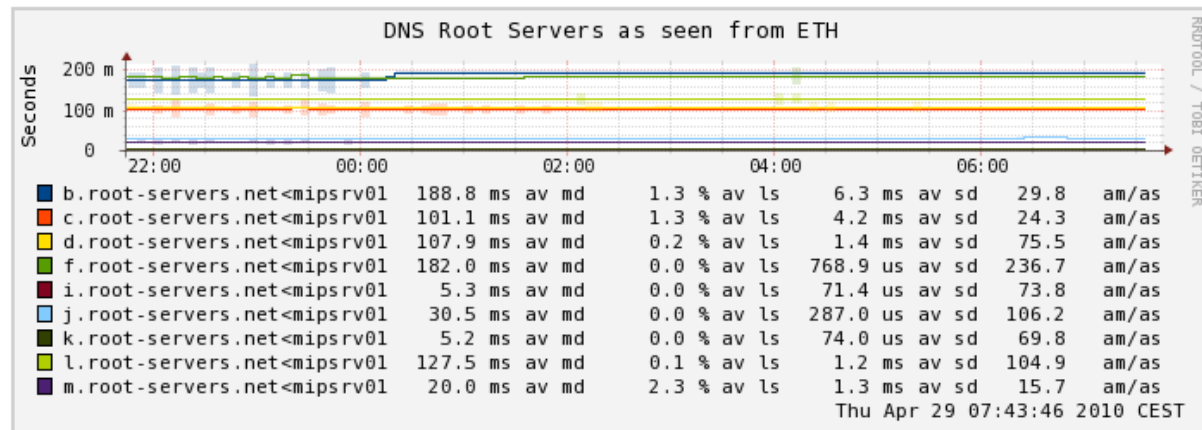 DNS Root Servers as seen from ETH
RRDTOOL / TOBI OETIKER
Seconds
200 m
100 m
0
22:00 00:00 02:00 04:00 06:00
b.root-servers.net<mipsrv01 188.8 ms av md 1.3 % av ls 6.3 ms av sd 29.8 am/as
c.root-servers.net<mipsrv01 101.1 ms av md 1.3 % av ls 4.2 ms av sd 24.3 am/as
d.root-servers.net<mipsrv01 107.9 ms av md 0.2 % av ls 1.4 ms av sd 75.5 am/as
f.root-servers.net<mipsrv01 182.0 ms av md 0.0 % av ls 768.9 us av sd 236.7 am/as
i.root-servers.net<mipsrv01 5.3 ms av md 0.0 % av ls 71.4 us av sd 73.8 am/as
j.root-servers.net<mipsrv01 30.5 ms av md 0.0 % av ls 287.0 us av sd 106.2 am/as
k.root-servers.net<mipsrv01 5.2 ms av md 0.0 % av ls 74.0 us av sd 69.8 am/as
l.root-servers.net<mipsrv01 127.5 ms av md 0.1 % av ls 1.2 ms av sd 104.9 am/as
m.root-servers.net<mipsrv01 20.0 ms av md 2.3 % av ls 1.3 ms av sd 15.7 am/as
Thu Apr 29 07:43:46 2010 CEST